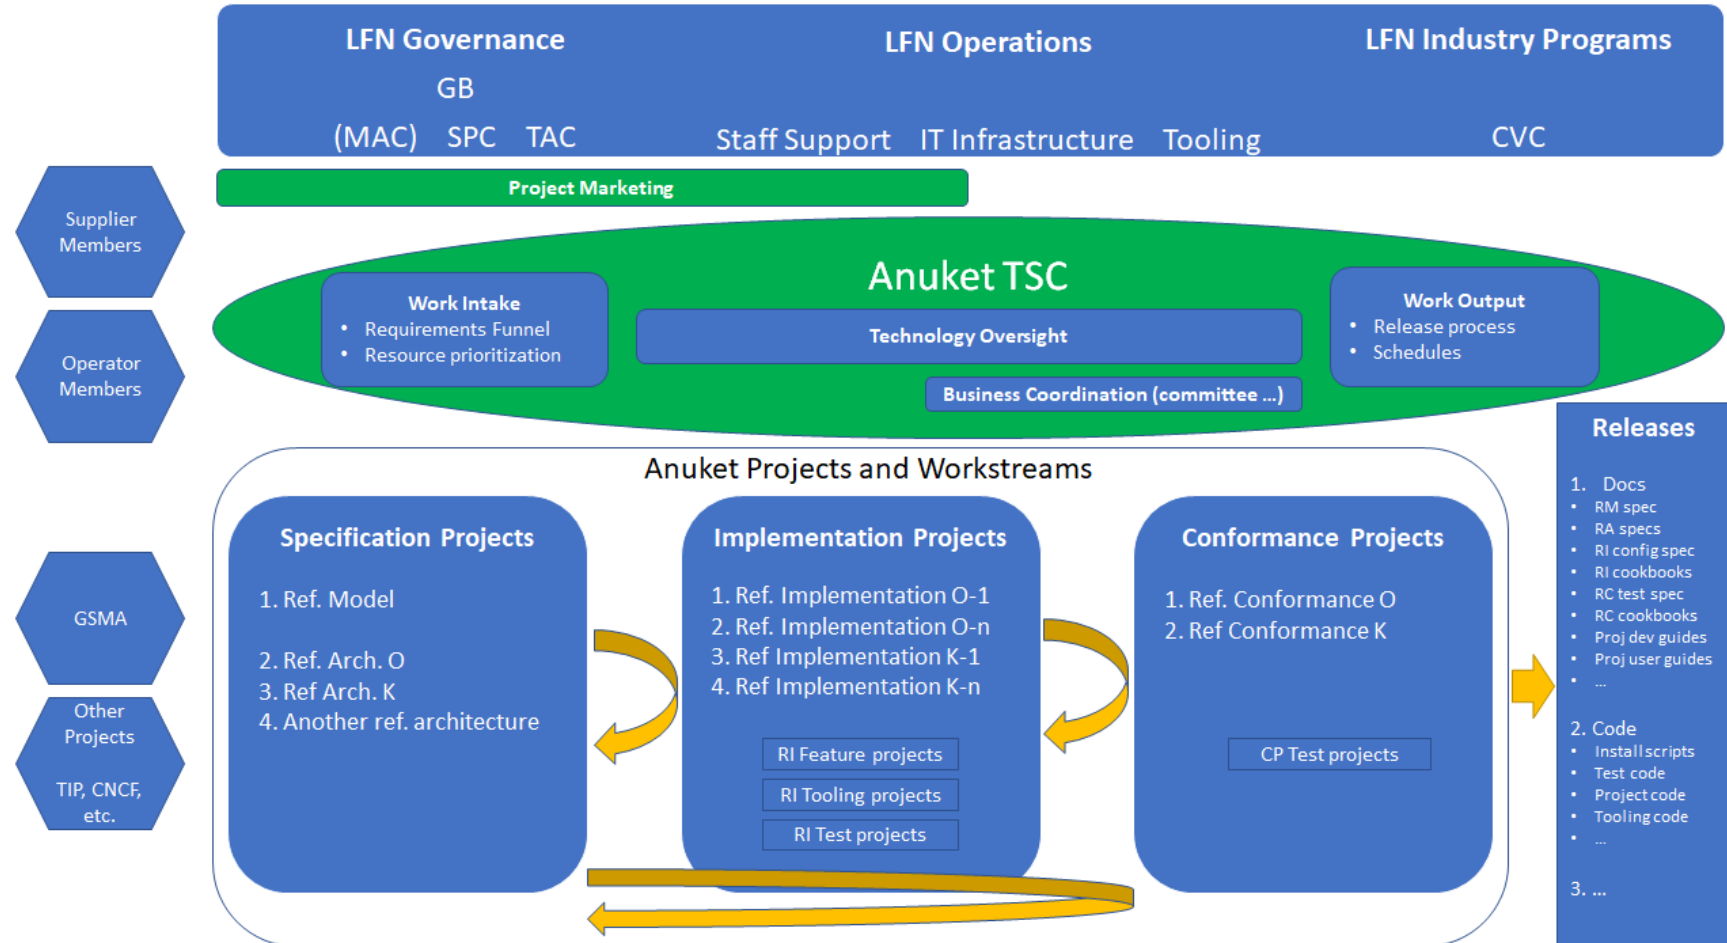 LFN Governance
GB
(MAC) SPC TAC
LFN Operations
Staff Support IT Infrastructure Tooling
LFN Industry Programs
CVC
Project Marketing
Supplier
Members
Operator
Members
GSMA
Other
Projects
TIP, CNCF,
etc.
Anuket TSC
Work Intake
• Requirements Funnel
• Resource prioritization
Technology Oversight
Business Coordination (committee ...)
Work Output
• Release process
• Schedules
Anuket Projects and Workstreams
Specification Projects
1. Ref. Model
2. Ref. Arch. O
3. Ref Arch. K
4. Another ref. architecture
Implementation Projects
1. Ref. Implementation O-1
2. Ref. Implementation O-n
3. Ref Implementation K-1
4. Ref Implementation K-n
RI Feature projects
RI Tooling projects
RI Test projects
Conformance Projects
1. Ref. Conformance O
2. Ref Conformance K
CP Test projects
Releases
1. Docs
• RM spec
• RA specs
• RI config spec
• RI cookbooks
• RC test spec
• RC cookbooks
• Proj dev guides
• Proj user guides
• ...
2. Code
• Install scripts
• Test code
• Project code
• Tooling code
• ...
3. ...